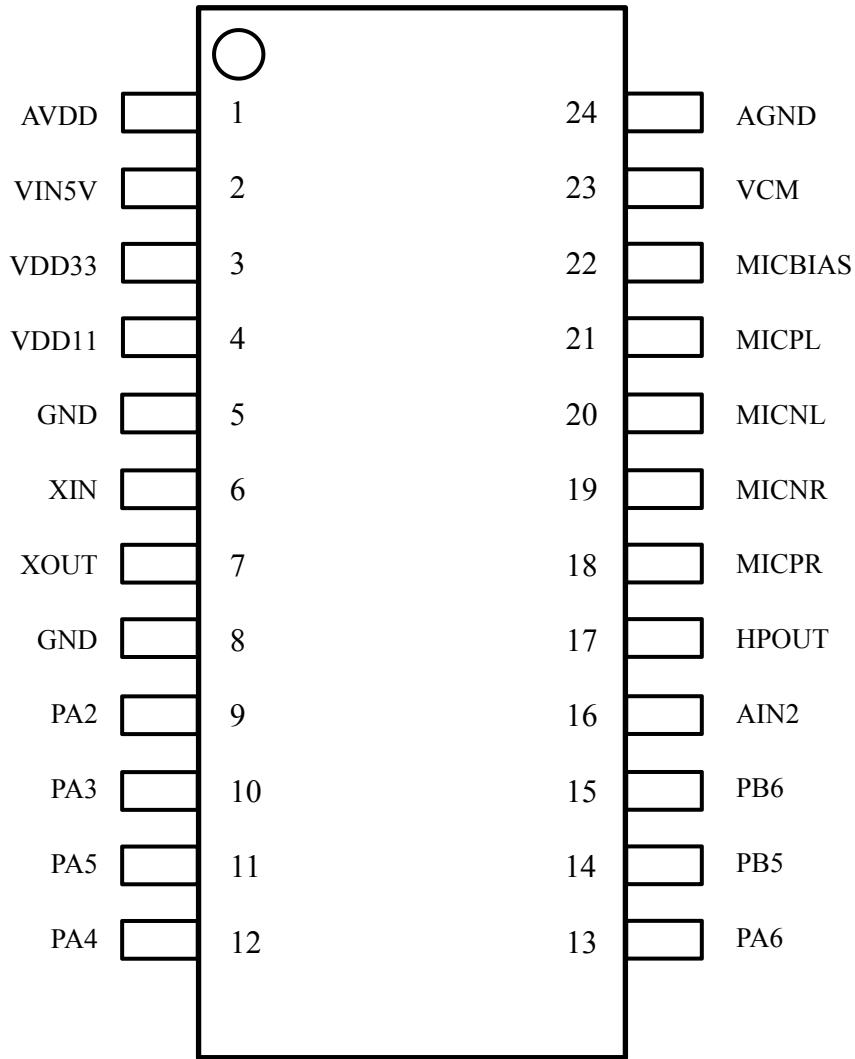 AVDD 1 24 AGND
VIN5V 2 23 VCM
VDD33 3 22 MICBIAS
VDD11 4 21 MICPL
GND 5 20 MICNL
XIN 6 19 MICNR
XOUT 7 18 MICPR
GND 8 17 HPOUT
PA2 9 16 AIN2
PA3 10 15 PB6
PA5 11 14 PB5
PA4 12 13 PA6